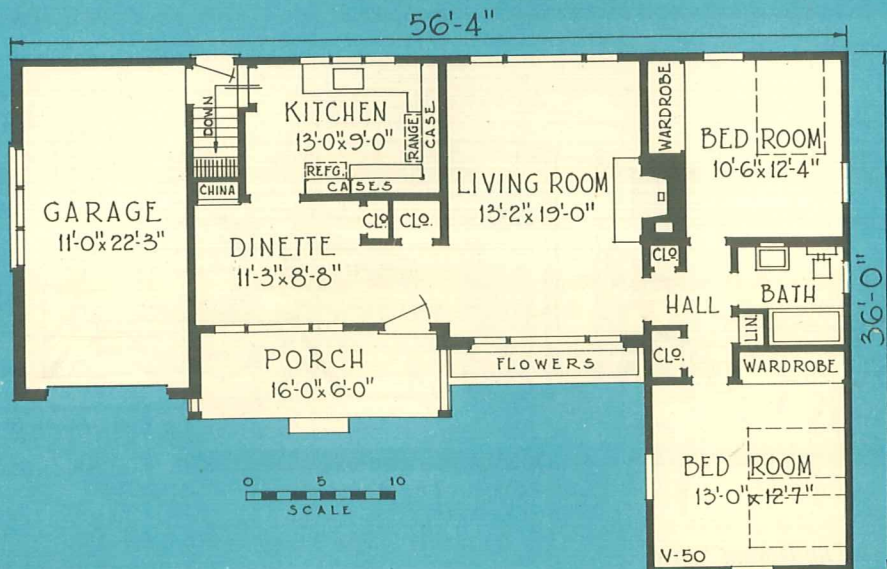 56'-4"
DOWN
KITCHEN
13'-0"x9'-0"
RANGE
CASE
REFG.
CASES
CHINA
WARDROBE
BED ROOM
10'-6"x12'-4"
GARAGE
11'-0"x22'-3"
LIVING ROOM
13'-2"x19'-0"
CLO.
CLO.
DINETTE
11'-3"x8'-8"
CLO.
HALL
BATH
36'-0"
LIN.
PORCH
16'-0"x6'-0"
FLOWERS
CLO.
WARDROBE
BED ROOM
13'-0"x12'-7"
0 5 10
SCALE
V-50